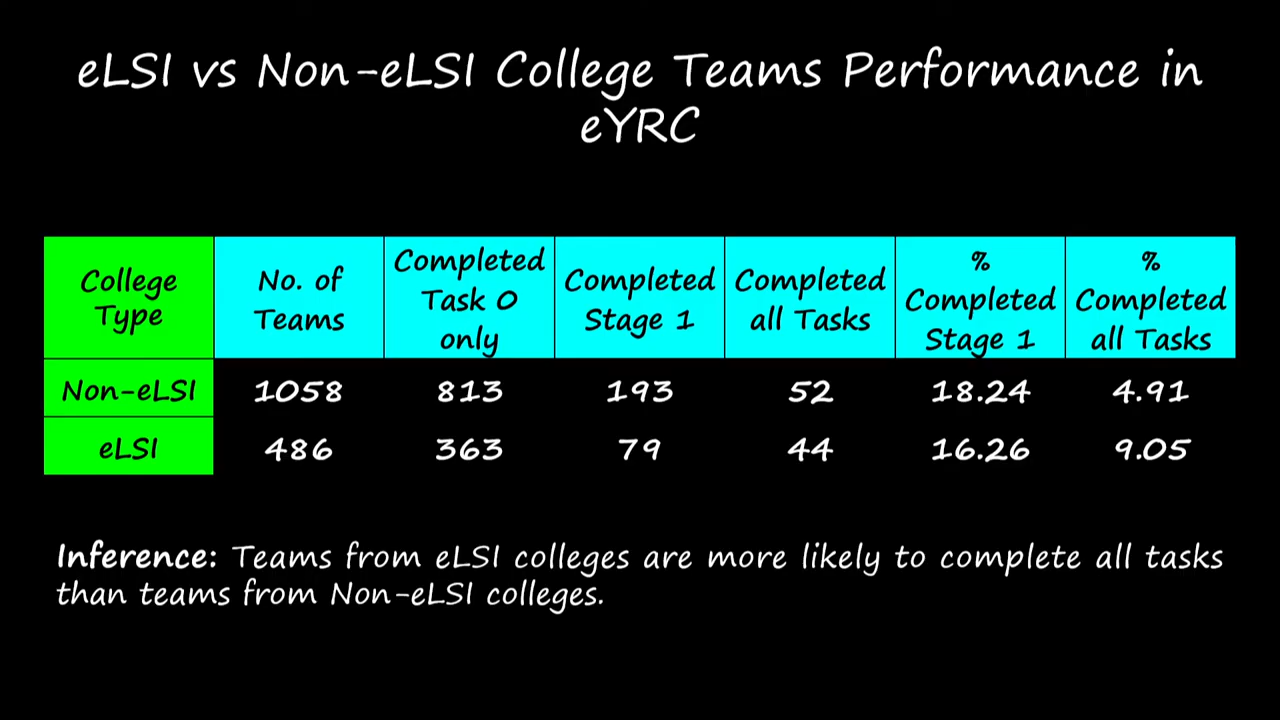 eLSI vs Non-eLSI College Teams Performance in
eYRC
College
Type
No. of
Teams
Completed
Task 0
only
Completed
Stage 1
Completed
all Tasks
%
Completed
Stage 1
%
Completed
all Tasks
Non-eLSI 1058 813 193 52 18.24 4.91
eLSI 486 363 79 44 16.26 9.05
Inference: Teams from eLSI colleges are more likely to complete all tasks
than teams from Non-eLSI colleges.